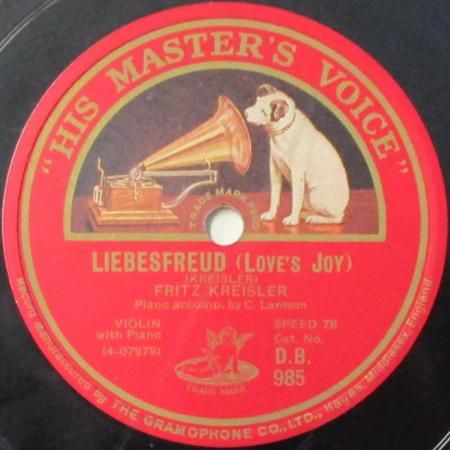 "HIS MASTER'S VOICE"
TRADE MARK REGD
LIEBESFREUD (LOVE'S JOY)
(KREISLER)
FRITZ KREISLER
Piano accomp. by C. Lamson
VIOLIN
with Piano
(4-07979)
SPEED 78
Cat. No.
D.B.
985
TRADE MARK
Record manufactured by THE GRAMOPHONE CO., LTD., Hayes, Middlesex, England